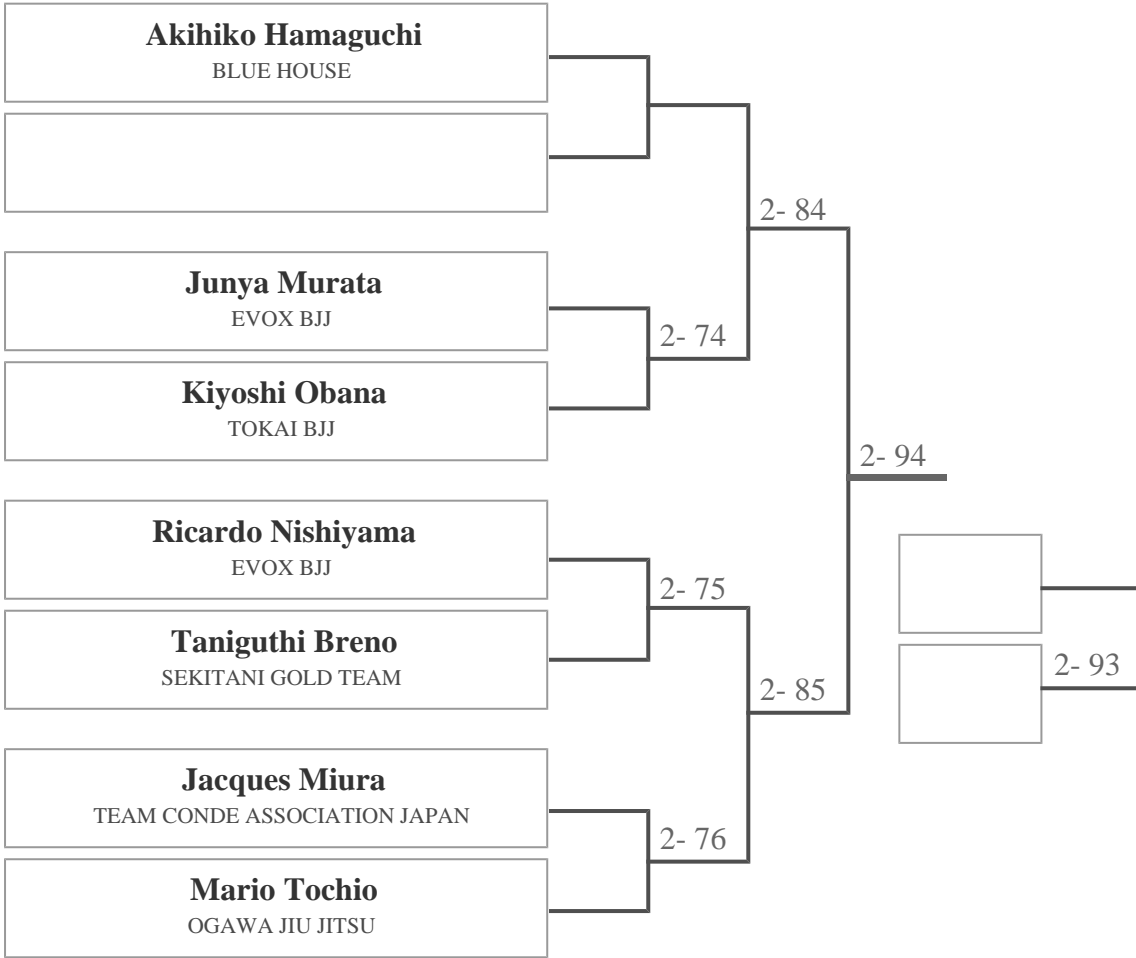 Akihiko Hamaguchi
BLUE HOUSE
2- 84
Junya Murata
EVOX BJJ
2- 74
Kiyoshi Obana
TOKAI BJJ
2- 94
Ricardo Nishiyama
EVOX BJJ
2- 75
Taniguthi Breno
SEKITANI GOLD TEAM
2- 93
2- 85
Jacques Miura
TEAM CONDE ASSOCIATION JAPAN
2- 76
Mario Tochio
OGAWA JIU JITSU